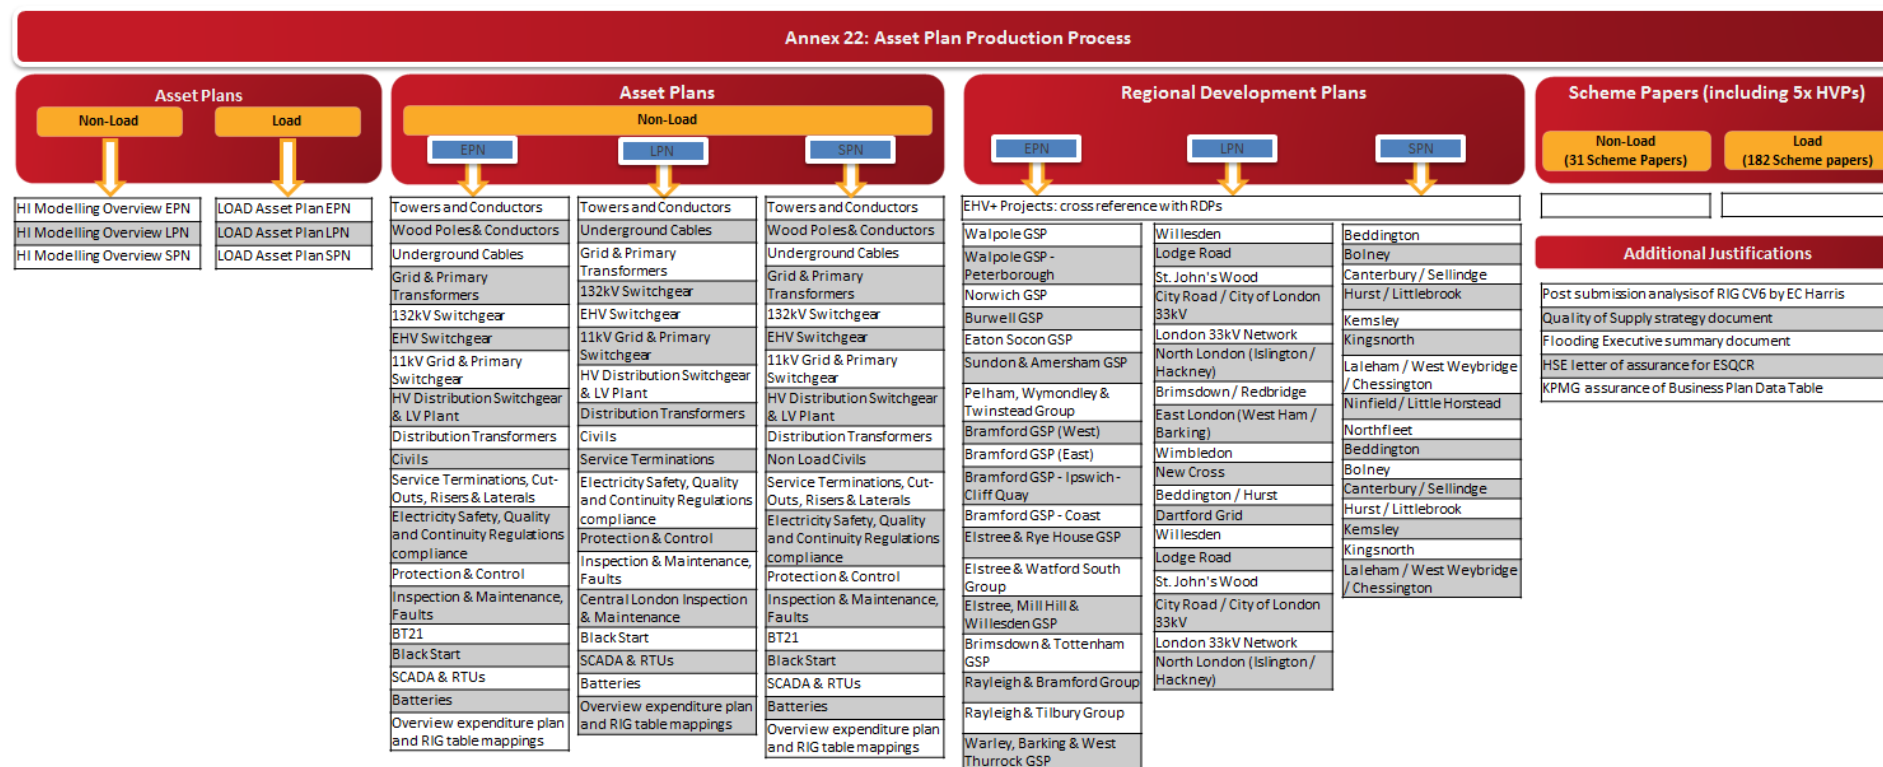 Annex 22: Asset Plan Production Process
Asset Plans
Non-Load
Load
HI Modelling Overview EPN
HI Modelling Overview LPN
HI Modelling Overview SPN
LOAD Asset Plan EPN
LOAD Asset Plan LPN
LOAD Asset Plan SPN
Asset Plans
Non-Load
EPN
LPN
SPN
Towers and Conductors
Wood Poles& Conductors
Underground Cables
Grid & Primary
Transformers
132kV Switchgear
EHV Switchgear
11kV Grid & Primary
Switchgear
HV Distribution Switchgear
& LV Plant
Distribution Transformers
Civils
Service Terminations, Cut-
Outs, Risers & Laterals
Electricity Safety, Quality
and Continuity Regulations
compliance
Protection & Control
Inspection & Maintenance,
Faults
BT21
Black Start
SCADA & RTUs
Batteries
Overview expenditure plan
and RIG table mappings
Towers and Conductors
Underground Cables
Grid & Primary
Transformers
132kV Switchgear
EHV Switchgear
11kV Grid & Primary
Switchgear
HV Distribution Switchgear
& LV Plant
Distribution Transformers
Civils
Service Terminations
Electricity Safety, Quality
and Continuity Regulations
compliance
Protection & Control
Inspection & Maintenance,
Faults
Central London Inspection
& Maintenance
Black Start
SCADA & RTUs
Batteries
Overview expenditure plan
and RIG table mappings
Towers and Conductors
Wood Poles& Conductors
Underground Cables
Grid & Primary
Transformers
132kV Switchgear
EHV Switchgear
11kV Grid & Primary
Switchgear
HV Distribution Switchgear
& LV Plant
Distribution Transformers
Non Load Civils
Service Terminations, Cut-
Outs, Risers & Laterals
Electricity Safety, Quality
and Continuity Regulations
compliance
Protection & Control
Inspection & Maintenance,
Faults
BT21
Black Start
SCADA & RTUs
Batteries
Overview expenditure plan
and RIG table mappings
Regional Development Plans
EPN
LPN
SPN
EHV+ Projects: cross reference with RDPs
Walpole GSP
Walpole GSP -
Peterborough
Norwich GSP
Burwell GSP
Eaton Socon GSP
Sundon & Amersham GSP
Pelham, Wymondley &
Twinstead Group
Bramford GSP (West)
Bramford GSP (East)
Bramford GSP - Ipswich -
Cliff Quay
Bramford GSP - Coast
Elstree & Rye House GSP
Elstree & Watford South
Group
Elstree, Mill Hill &
Willesden GSP
Brimsdown & Tottenham
GSP
Rayleigh & Bramford Group
Rayleigh & Tilbury Group
Warley, Barking & West
Thurrock GSP
Willesden
Lodge Road
St. John's Wood
City Road / City of London
33kV
London 33kV Network
North London (Islington /
Hackney)
Brimsdown / Redbridge
East London (West Ham /
Barking)
Wimbledon
New Cross
Beddington / Hurst
Dartford Grid
Willesden
Lodge Road
St. John's Wood
City Road / City of London
33kV
London 33kV Network
North London (Islington /
Hackney)
Beddington
Bolney
Canterbury / Sellindge
Hurst / Littlebrook
Kemsley
Kingsnorth
Laleham / West Weybridge
/ Chessington
Ninfield / Little Horstead
Northfleet
Beddington
Bolney
Canterbury / Sellindge
Hurst / Littlebrook
Kemsley
Kingsnorth
Laleham / West Weybridge
/ Chessington
Scheme Papers (including 5x HVPs)
Non-Load
(31 Scheme Papers)
Load
(182 Scheme papers)
Additional Justifications
Post submission analysis of RIG CV6 by EC Harris
Quality of Supply strategy document
Flooding Executive summary document
HSE letter of assurance for ESQCR
KPMG assurance of Business Plan Data Table